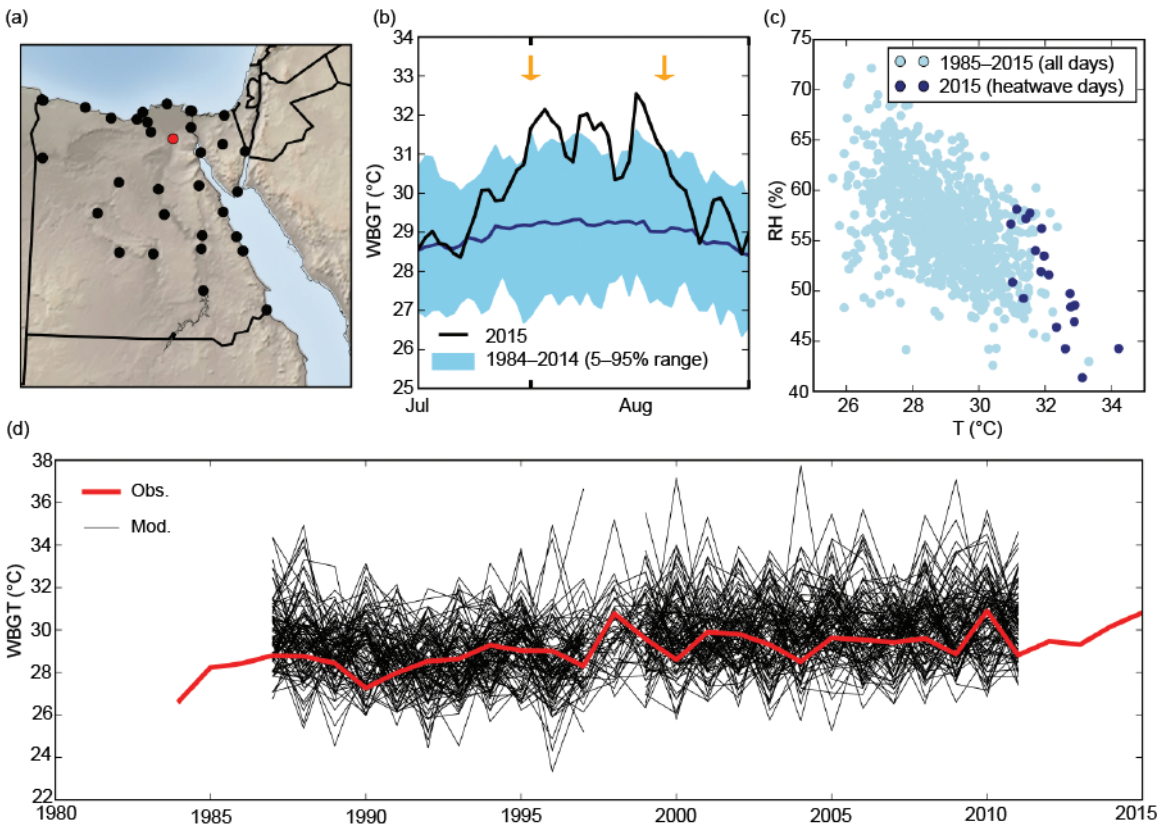 (a)
(b)
34
33
32
31
30
29
28
27
26
25
WBGT (°C)
2015
1984–2014 (5–95% range)
Jul
Aug
(c)
75
70
65
60
55
50
45
40
RH (%)
1985–2015 (all days)
2015 (heatwave days)
26
28
30
32
34
T (°C)
(d)
38
36
34
32
30
28
26
24
22
WBGT (°C)
Obs.
Mod.
1980
1985
1990
1995
2000
2005
2010
2015